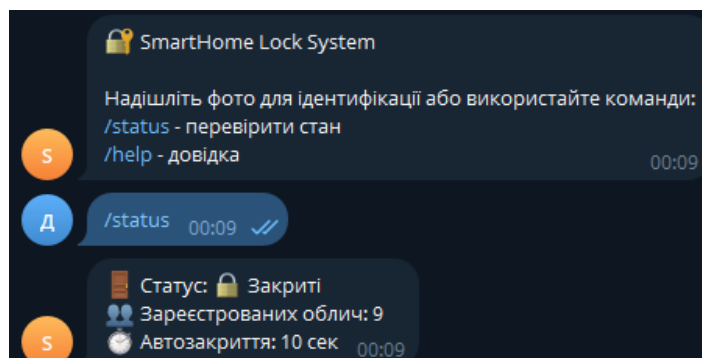 🔐 SmartHome Lock System
Надішліть фото для ідентифікації або використайте команди:
/status - перевірити стан
/help - довідка
00:09
S
Д
/status 00:09
🚪 Статус: 🔒 Закриті
👥 Зареєстрованих облич: 9
⏱️ Автозакриття: 10 сек 00:09
S